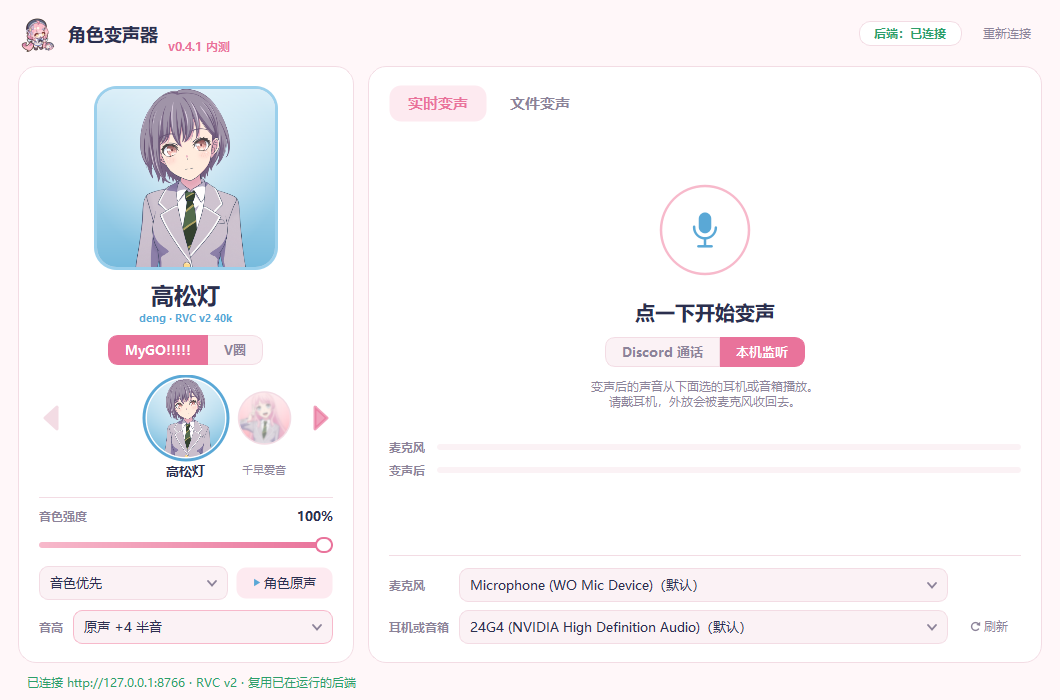 角色变声器 v0.4.1 内测
后端：已连接 重新连接
高松灯
deng · RVC v2 40k
MyGO!!!!! V圈
高松灯 千早爱音
音色强度 100%
音色优先 角色原声
音高 原声 +4 半音
实时变声 文件变声
点一下开始变声
Discord 通话 本机监听
变声后的声音从下面选的耳机或音箱播放。
请戴耳机，外放会被麦克风收回去。
麦克风
变声后
麦克风 Microphone (WO Mic Device)（默认）
耳机或音箱 24G4 (NVIDIA High Definition Audio)（默认） 刷新
已连接 http://127.0.0.1:8766 · RVC v2 · 复用已在运行的后端